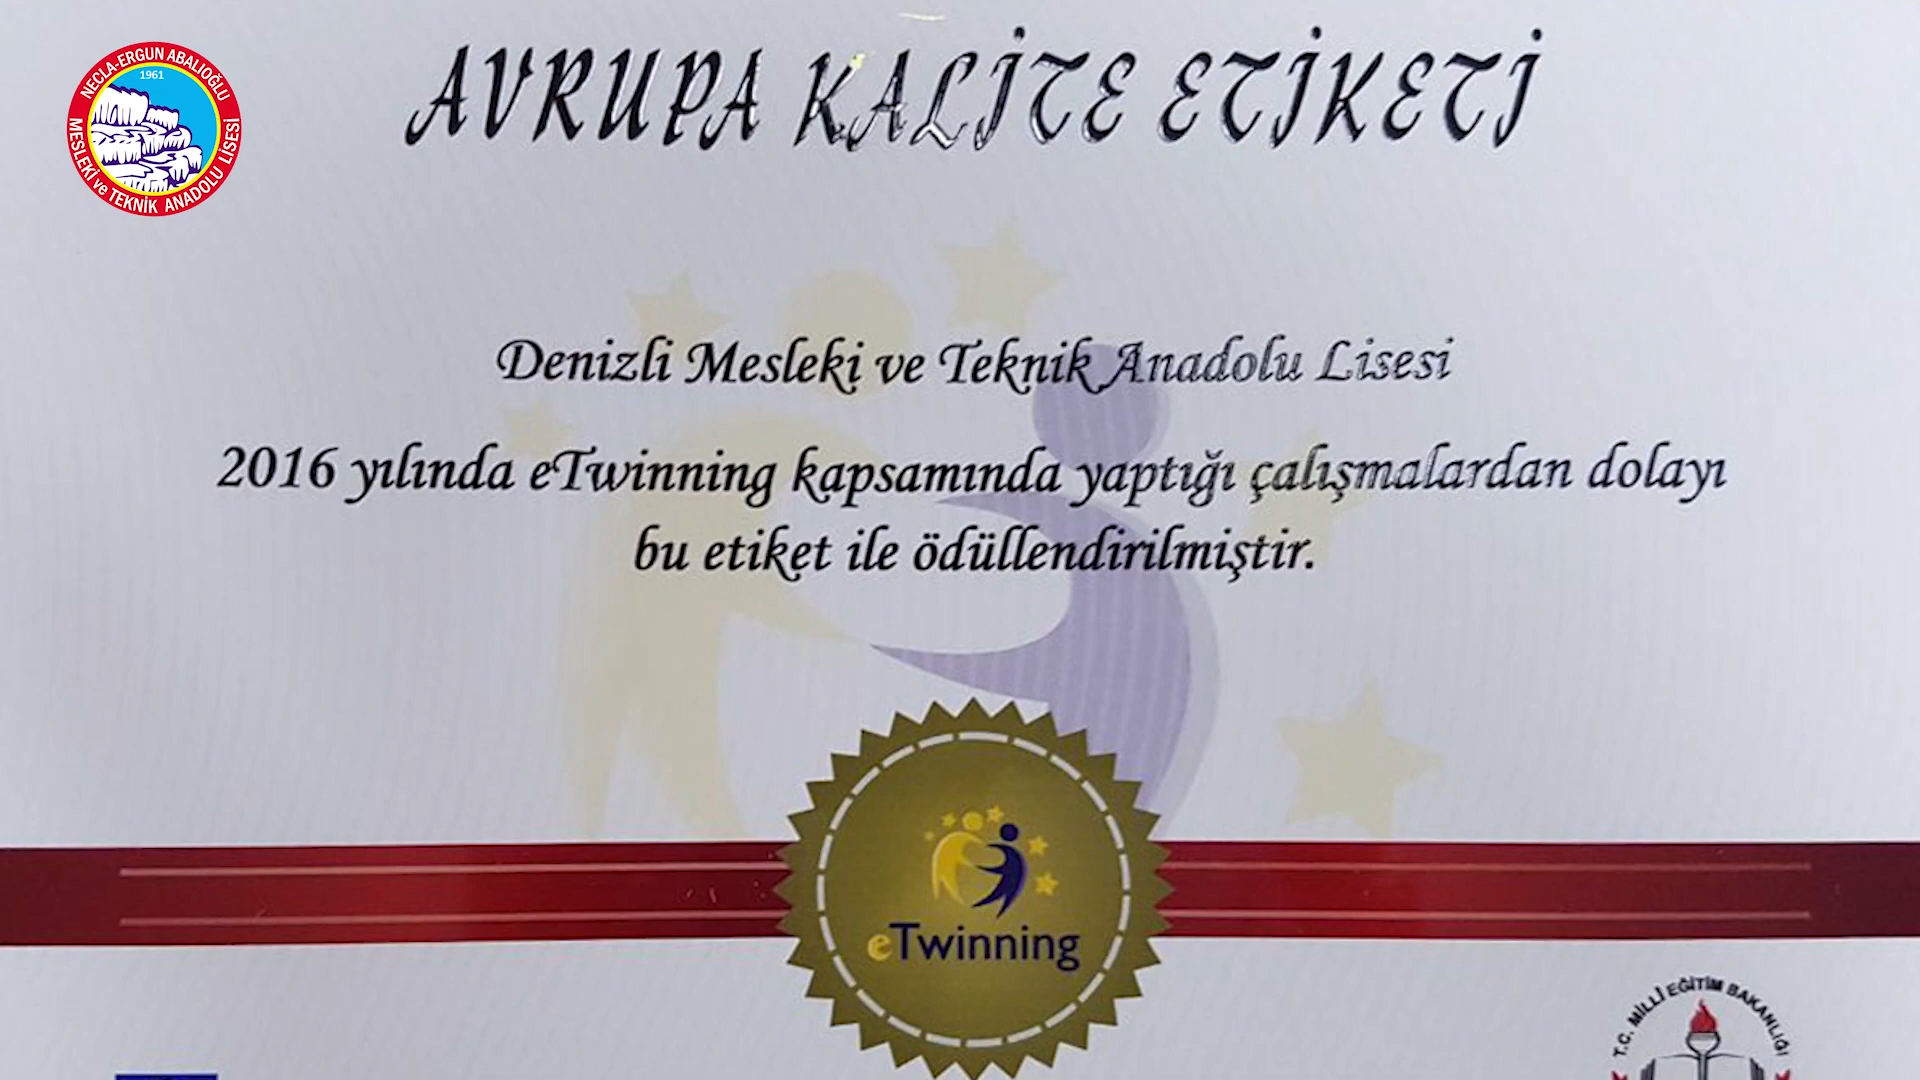 NECLA-ERGUN ABALIOĞLU
1961
MESLEKİ ve TEKNİK ANADOLU LİSESİ
AVRUPA KALİTE ETİKETİ
Denizli Mesleki ve Teknik Anadolu Lisesi
2016 yılında eTwinning kapsamında yaptığı çalışmalardan dolayı
bu etiket ile ödüllendirilmiştir.
eTwinning
T.C. MİLLÎ EĞİTİM BAKANLIĞI